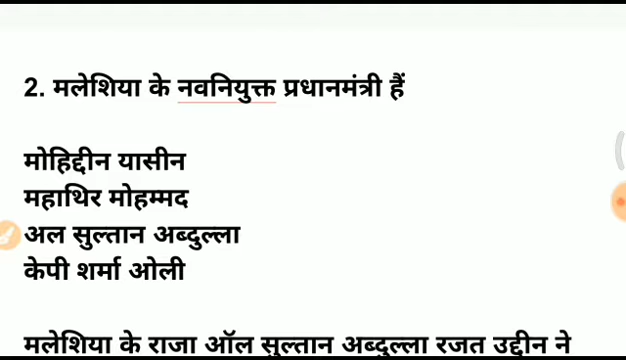 2. मलेशिया के नवनियुक्त प्रधानमंत्री हैं
मोहिद्दीन यासीन
महाथिर मोहम्मद
अल सुल्तान अब्दुल्ला
केपी शर्मा ओली
मलेशिया के राजा ऑल सुल्तान अब्दुल्ला रजत उद्दीन ने